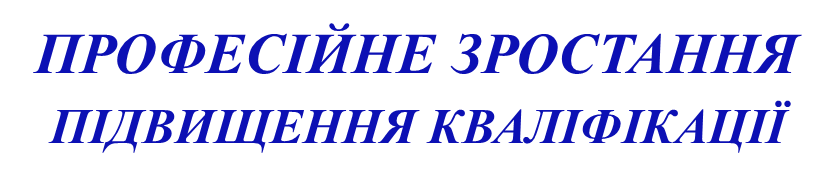 ПРОФЕСІЙНЕ ЗРОСТАННЯ
ПІДВИЩЕННЯ КВАЛІФІКАЦІЇ